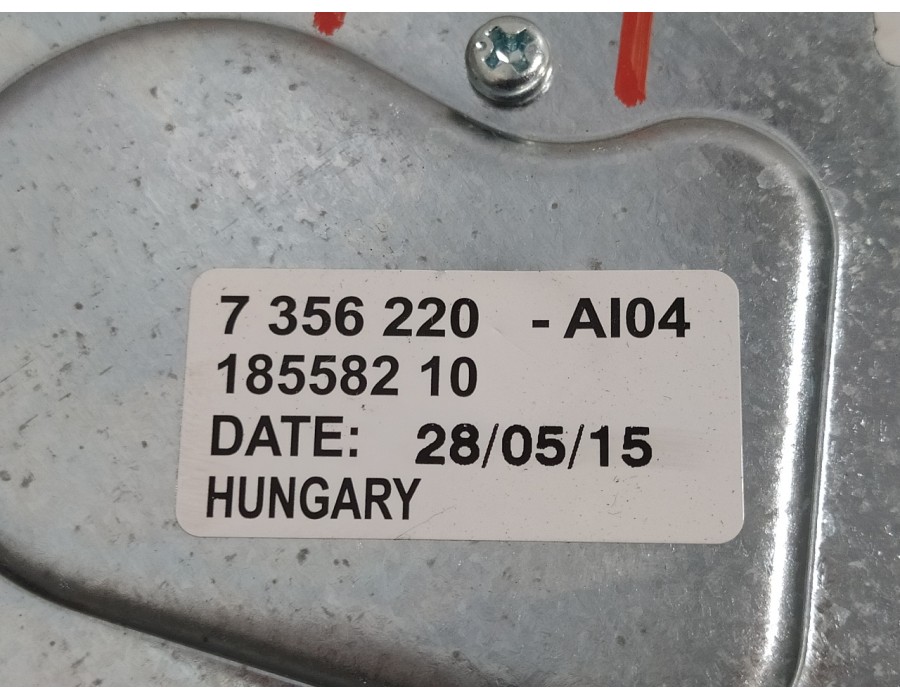 7 356 220 - AI04
185582 10
DATE: 28/05/15
HUNGARY